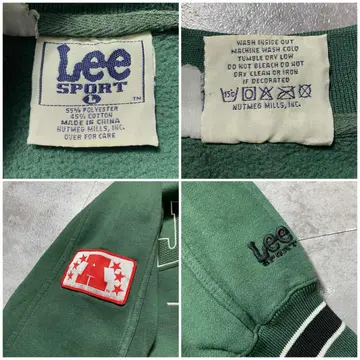 Lee
SPORT
L
TM
55% POLYESTER
45% COTTON
MADE IN CHINA
NUTMEG MILLS, INC.
OVER FOR CARE
WASH INSIDE OUT
MACHINE WASH COLD
TUMBLE DRY LOW
DO NOT BLEACH DO NOT
DRY CLEAN OR IRON
IF DECORATED
NUTMEG MILLS, INC.
A
J
Lee
SPORT